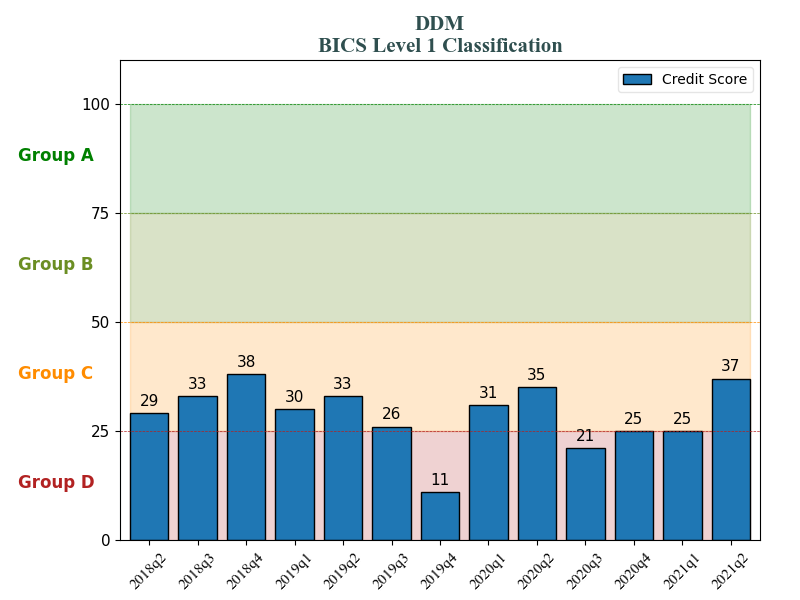 DDM
BICS Level 1 Classification
Credit Score
100
Group A
75
Group B
50
Group C
25
Group D
0
29
33
38
30
33
26
11
31
35
21
25
25
37
2018q2
2018q3
2018q4
2019q1
2019q2
2019q3
2019q4
2020q1
2020q2
2020q3
2020q4
2021q1
2021q2